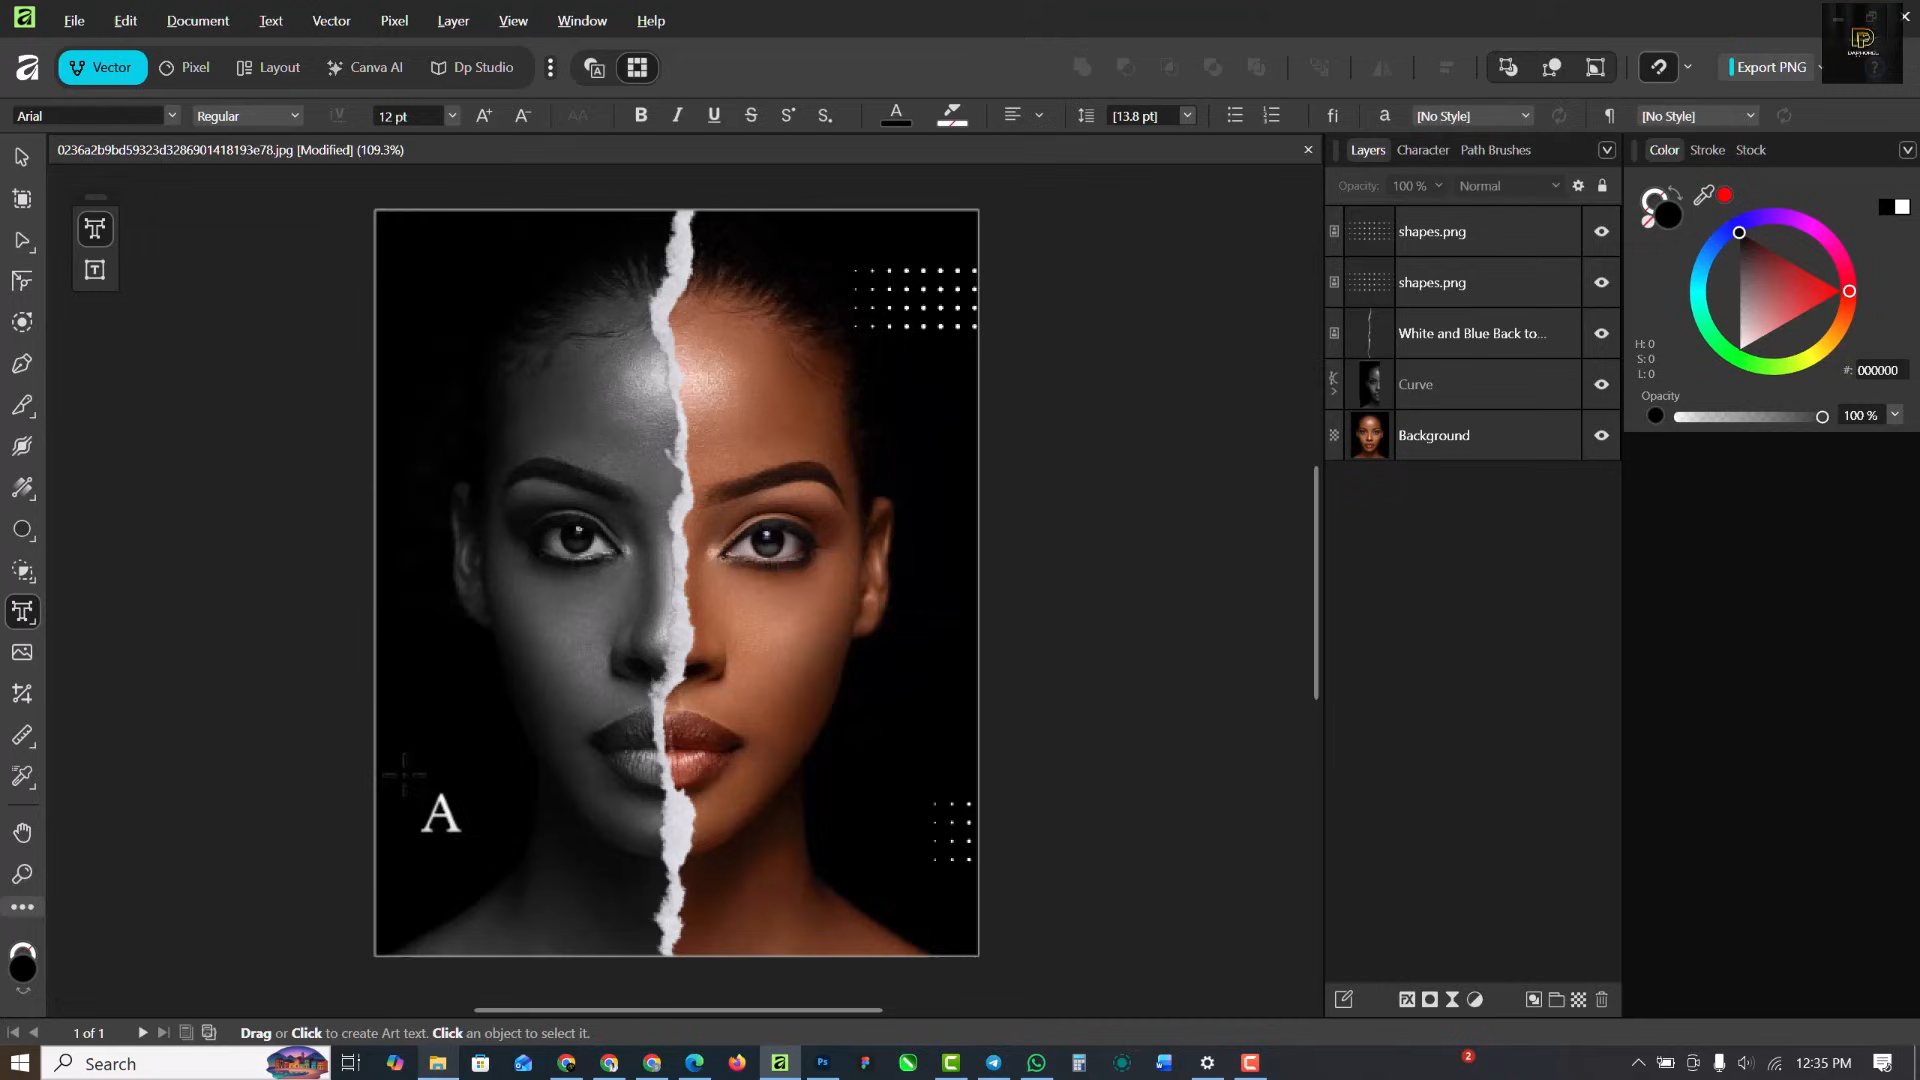 File Edit Document Text Vector Pixel Layer View Window Help
Vector Pixel Layout Canva AI Dp Studio Export PNG
Arial Regular 12 pt [13.8 pt] [No Style] [No Style]
0236a2b9bd59323d3286901418193e78.jpg [Modified] (109.3%)
Layers Character Path Brushes
Color Stroke Stock
Opacity: 100 % Normal
shapes.png
shapes.png
White and Blue Back to...
Curve
Background
H: 0
S: 0
L: 0
#: 000000
Opacity
100 %
A
1 of 1
Drag or Click to create Art text. Click an object to select it.
Search
2
12:35 PM